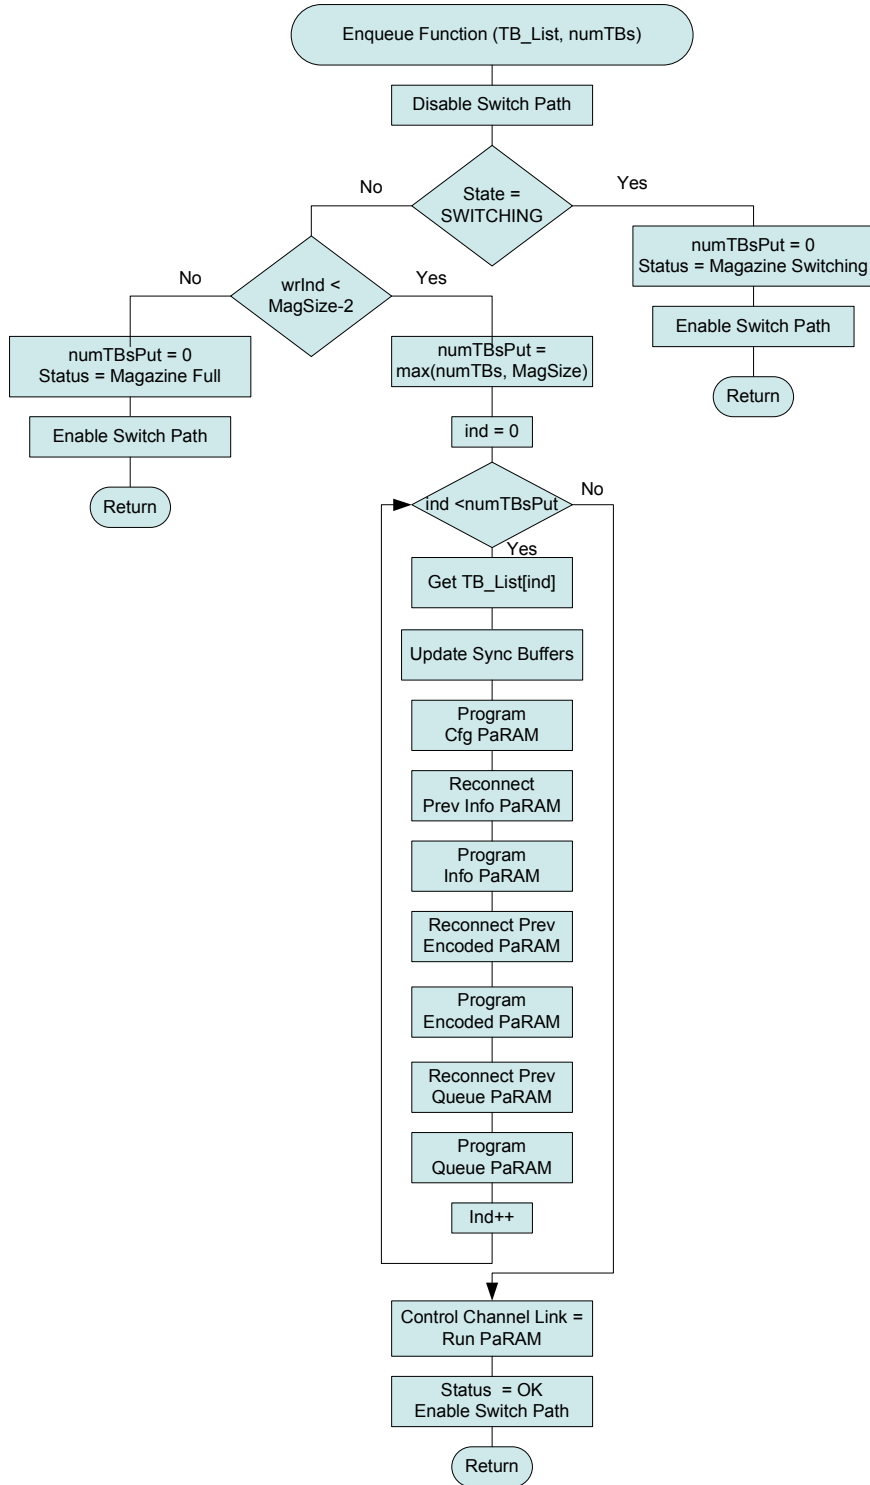 Enqueue Function (TB_List, numTBs)
Disable Switch Path
State =
SWITCHING
No
Yes
numTBsPut = 0
Status = Magazine Switching
Enable Switch Path
Return
wrInd <
MagSize-2
No
Yes
numTBsPut = 0
Status = Magazine Full
Enable Switch Path
Return
numTBsPut =
max(numTBs, MagSize)
ind = 0
ind <numTBsPut
No
Yes
Get TB_List[ind]
Update Sync Buffers
Program
Cfg PaRAM
Reconnect
Prev Info PaRAM
Program
Info PaRAM
Reconnect Prev
Encoded PaRAM
Program
Encoded PaRAM
Reconnect Prev
Queue PaRAM
Program
Queue PaRAM
Ind++
Control Channel Link =
Run PaRAM
Status = OK
Enable Switch Path
Return